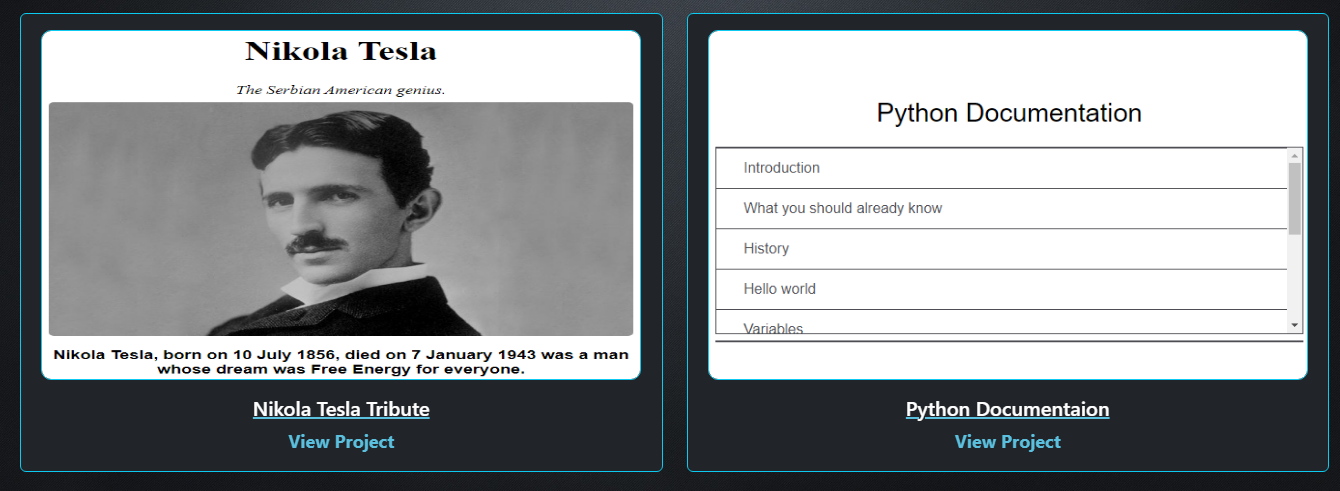 Nikola Tesla
The Serbian American genius.
Nikola Tesla, born on 10 July 1856, died on 7 January 1943 was a man
whose dream was Free Energy for everyone.
Nikola Tesla Tribute
View Project
Python Documentation
Introduction
What you should already know
History
Hello world
Variables
Python Documentaion
View Project